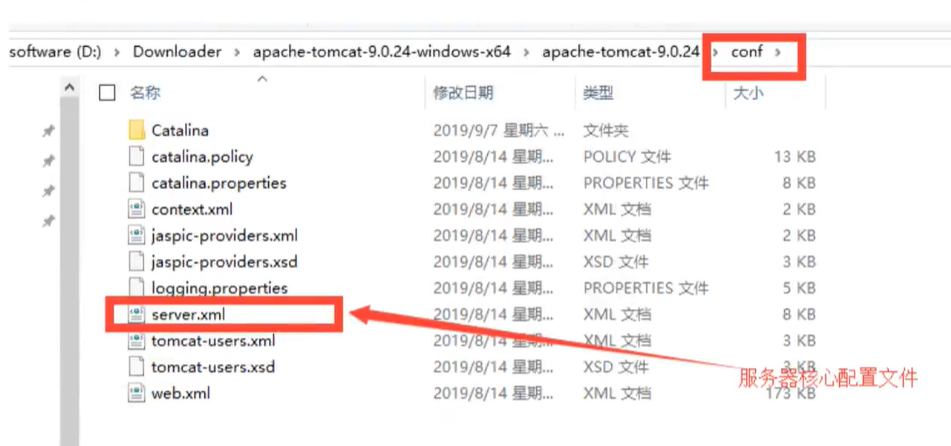 software (D:) > Downloader > apache-tomcat-9.0.24-windows-x64 > apache-tomcat-9.0.24 > conf >
名称 修改日期 类型 大小
Catalina 2019/9/7 星期六 ... 文件夹
catalina.policy 2019/8/14 星期... POLICY 文件 13 KB
catalina.properties 2019/8/14 星期... PROPERTIES 文件 8 KB
context.xml 2019/8/14 星期... XML 文档 2 KB
jaspic-providers.xml 2019/8/14 星期... XML 文档 2 KB
jaspic-providers.xsd 2019/8/14 星期... XSD 文件 3 KB
logging.properties 2019/8/14 星期... PROPERTIES 文件 5 KB
server.xml 2019/8/14 星期... XML 文档 8 KB
tomcat-users.xml 2019/8/14 星期... XML 文档 3 KB
tomcat-users.xsd 2019/8/14 星期... XSD 文件 3 KB
服务器核心配置文件
web.xml 2019/8/14 星期... XML 文档 173 KB